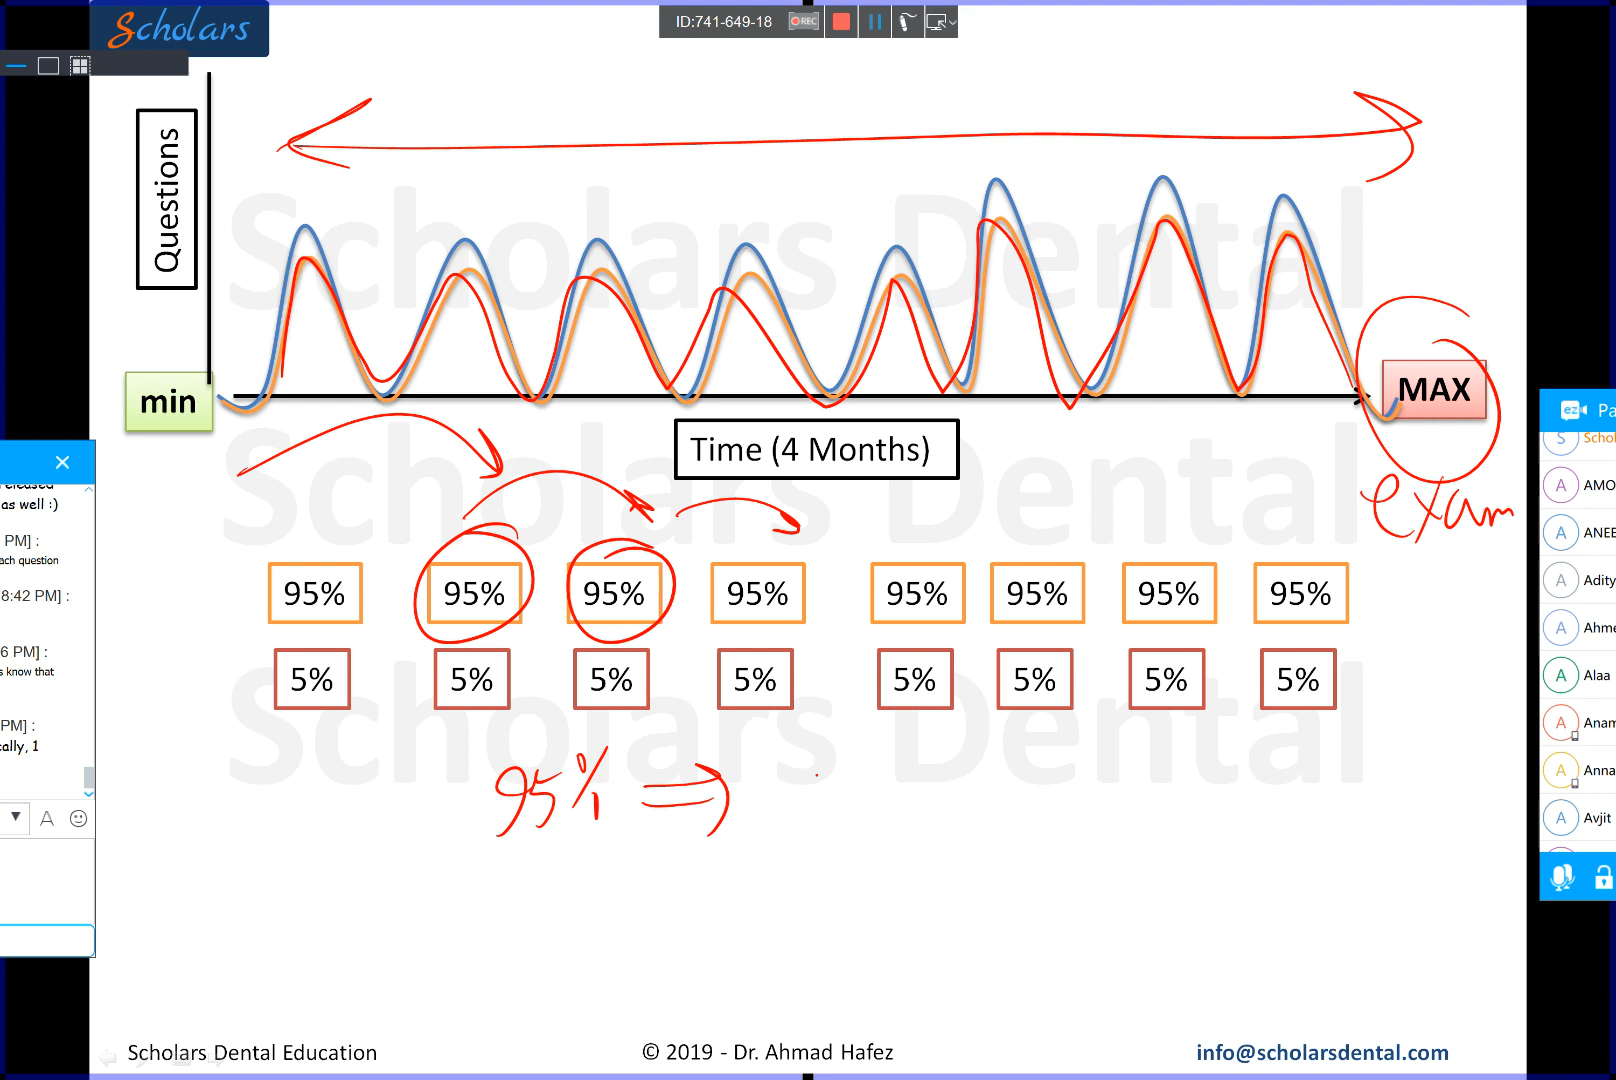 Scholars
ID:741-649-18
REC
Questions
Scholars Dental
min
MAX
Time (4 Months)
Scholars Dental
exam
95% 95% 95% 95% 95% 95% 95% 95%
5% 5% 5% 5% 5% 5% 5% 5%
Scholars Dental
95% ⇒
as well :)
PM] :
ach question
8:42 PM] :
6 PM] :
s know that
PM] :
cally, 1
A
ez Pa
S Schol
A AMO
A ANEE
A Adity
A Ahme
A Alaa
A Anam
A Anna
A Avjit
Scholars Dental Education
© 2019 - Dr. Ahmad Hafez
info@scholarsdental.com